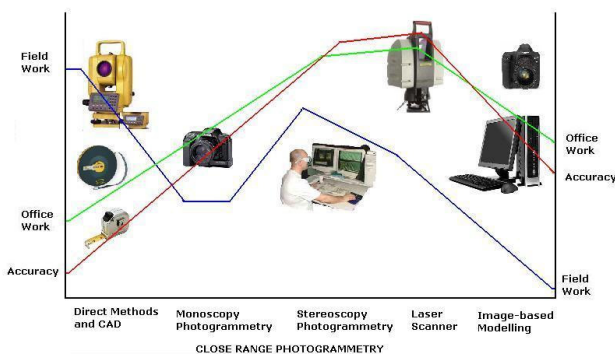 Field
Work
Office
Work
Accuracy
Office
Work
Accuracy
Field
Work
Direct Methods
and CAD
Monoscopy
Photogrammetry
Stereoscopy
Photogrammetry
Laser
Scanner
Image-based
Modelling
CLOSE RANGE PHOTOGRAMMETRY